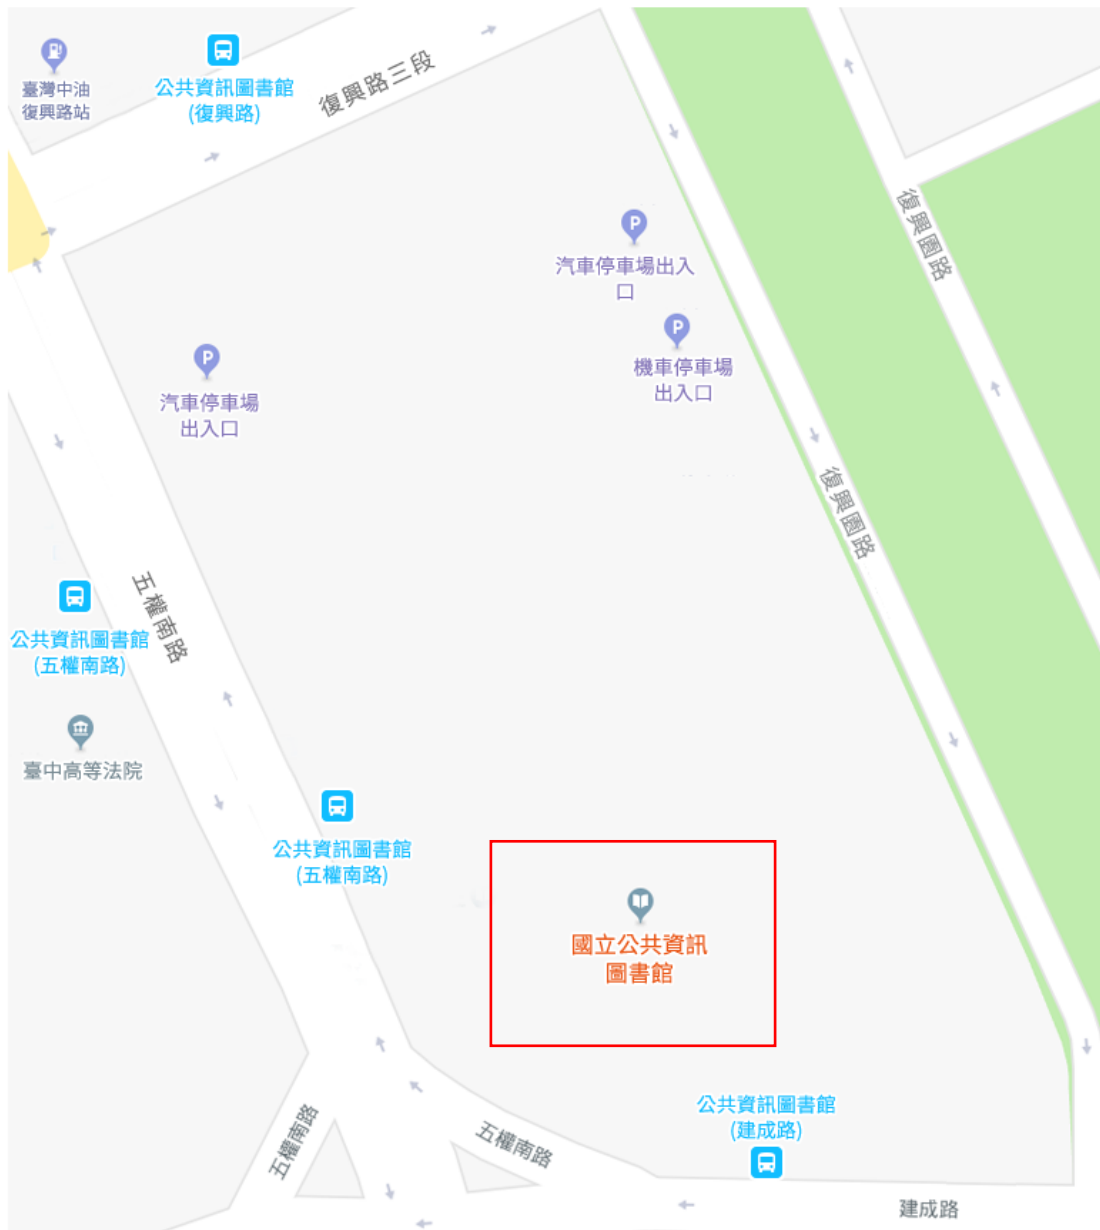 臺灣中油
復興路站
公共資訊圖書館
(復興路)
復興路三段
復興園路
P
汽車停車場出入
口
P
機車停車場
出入口
P
汽車停車場
出入口
復興園路
五權南路
公共資訊圖書館
(五權南路)
臺中高等法院
公共資訊圖書館
(五權南路)
國立公共資訊
圖書館
公共資訊圖書館
(建成路)
五權南路
五權南路
建成路